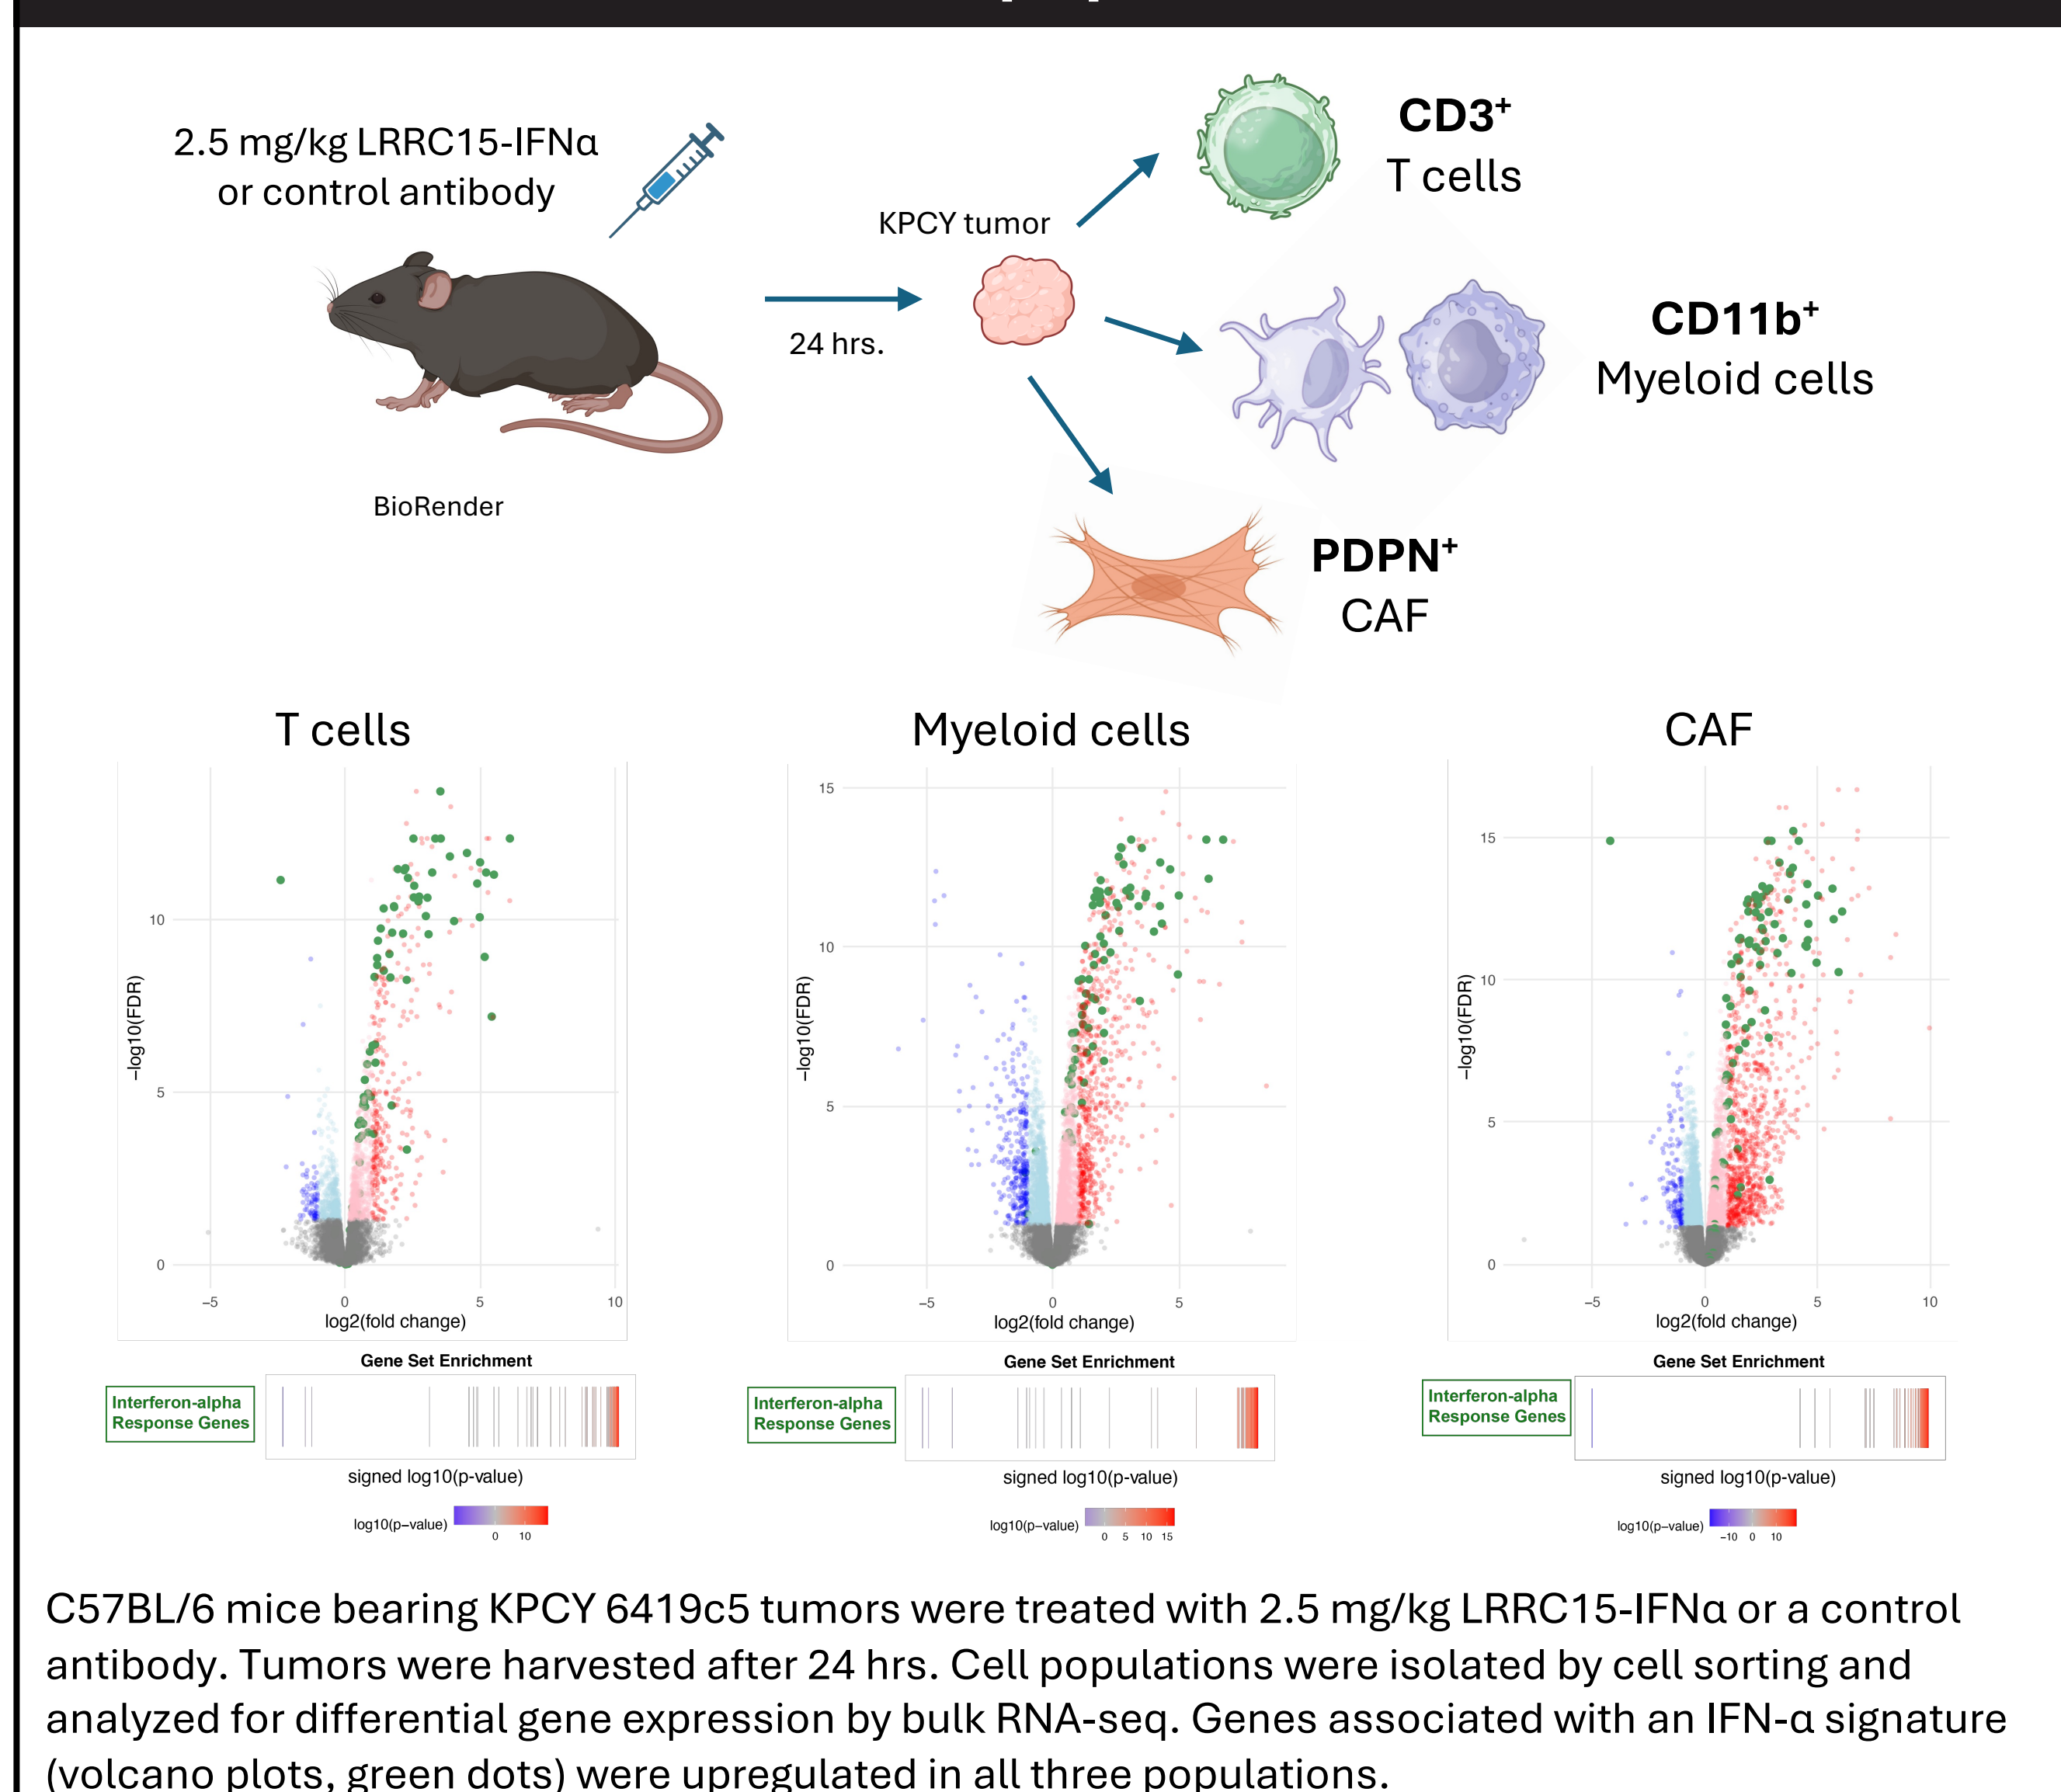 2.5 mg/kg LRRC15-IFNα
or control antibody
KPCY tumor
24 hrs.
BioRender
CD3⁺
T cells
CD11b⁺
Myeloid cells
PDPN⁺
CAF
T cells
−log10(FDR)
10
5
0
−5
0
5
10
log2(fold change)
Gene Set Enrichment
Interferon-alpha
Response Genes
signed log10(p-value)
log10(p−value)
0
10
Myeloid cells
−log10(FDR)
15
10
5
0
−5
0
5
log2(fold change)
Gene Set Enrichment
Interferon-alpha
Response Genes
signed log10(p-value)
log10(p−value)
0
5
10
15
CAF
−log10(FDR)
15
10
5
0
−5
0
5
10
log2(fold change)
Gene Set Enrichment
Interferon-alpha
Response Genes
signed log10(p-value)
log10(p−value)
−10
0
10
C57BL/6 mice bearing KPCY 6419c5 tumors were treated with 2.5 mg/kg LRRC15-IFNα or a control
antibody. Tumors were harvested after 24 hrs. Cell populations were isolated by cell sorting and
analyzed for differential gene expression by bulk RNA-seq. Genes associated with an IFN-α signature
(volcano plots, green dots) were upregulated in all three populations.